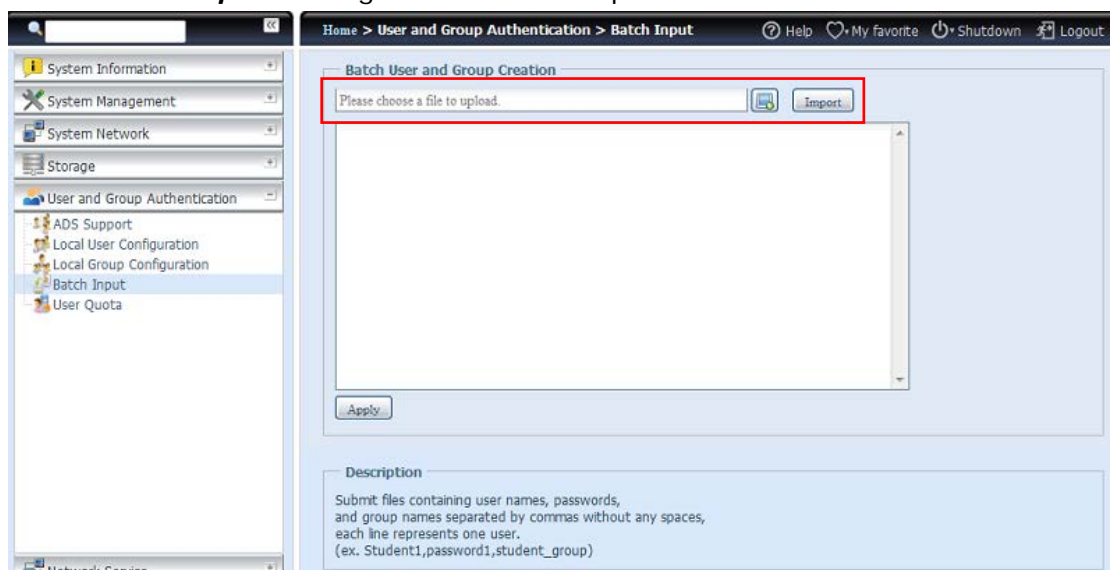 Home > User and Group Authentication > Batch Input
Help
My favorite
Shutdown
Logout
System Information
System Management
System Network
Storage
User and Group Authentication
ADS Support
Local User Configuration
Local Group Configuration
Batch Input
User Quota
Batch User and Group Creation
Please choose a file to upload.
Import
Apply
Description
Submit files containing user names, passwords,
and group names separated by commas without any spaces,
each line represents one user.
(ex. Student1,password1,student_group)